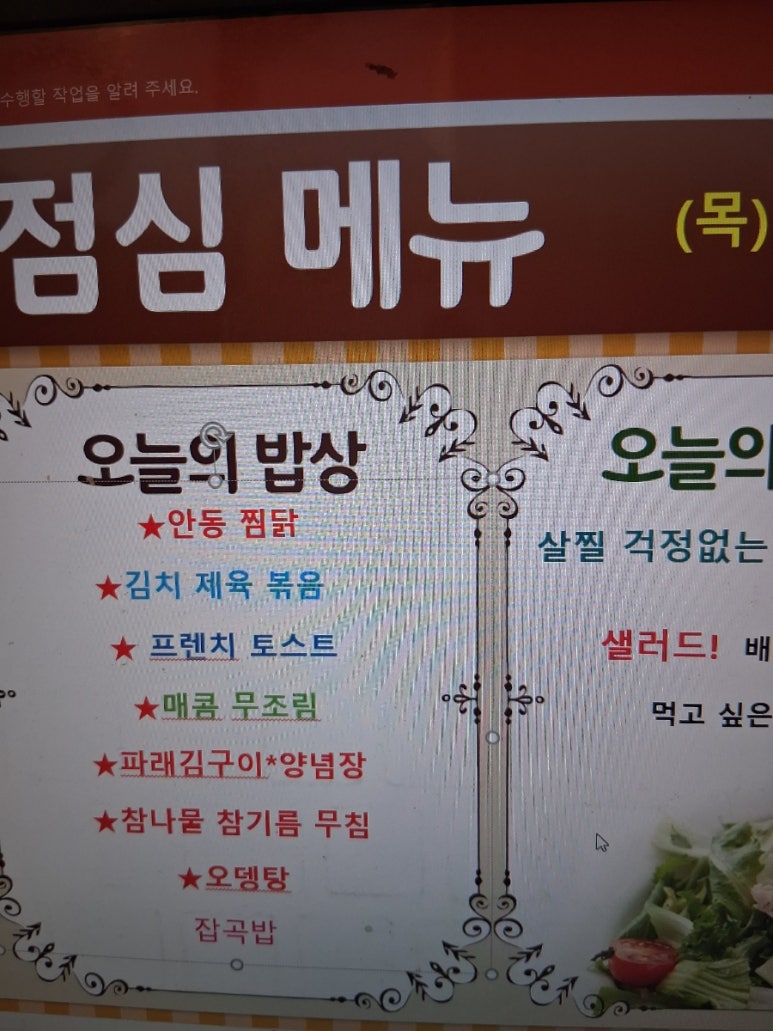 수행할 작업을 알려 주세요.
점심 메뉴 (목)
오늘의 밥상
★안동 찜닭
★김치 제육 볶음
★ 프렌치 토스트
★매콤 무조림
★파래김구이*양념장
★참나물 참기름 무침
★오뎅탕
잡곡밥
오늘의
살찔 걱정없는
샐러드! 배
먹고 싶은